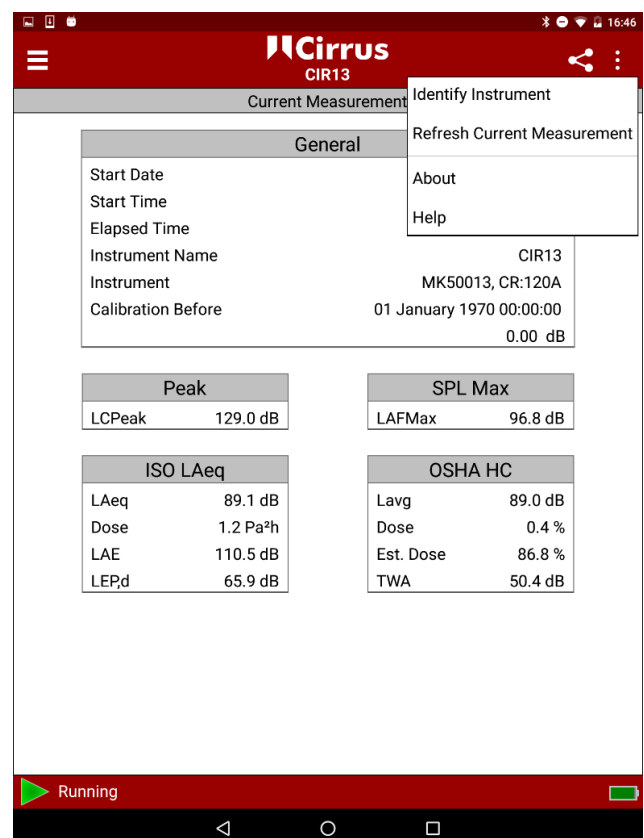 16:46
Cirrus
CIR13
Identify Instrument
Refresh Current Measurement
About
Help
Current Measurement
General
Start Date
Start Time
Elapsed Time
Instrument Name CIR13
Instrument MK50013, CR:120A
Calibration Before 01 January 1970 00:00:00
0.00 dB
Peak
LCPeak 129.0 dB
SPL Max
LAFMax 96.8 dB
ISO LAeq
LAeq 89.1 dB
Dose 1.2 Pa²h
LAE 110.5 dB
LEP,d 65.9 dB
OSHA HC
Lavg 89.0 dB
Dose 0.4 %
Est. Dose 86.8 %
TWA 50.4 dB
Running